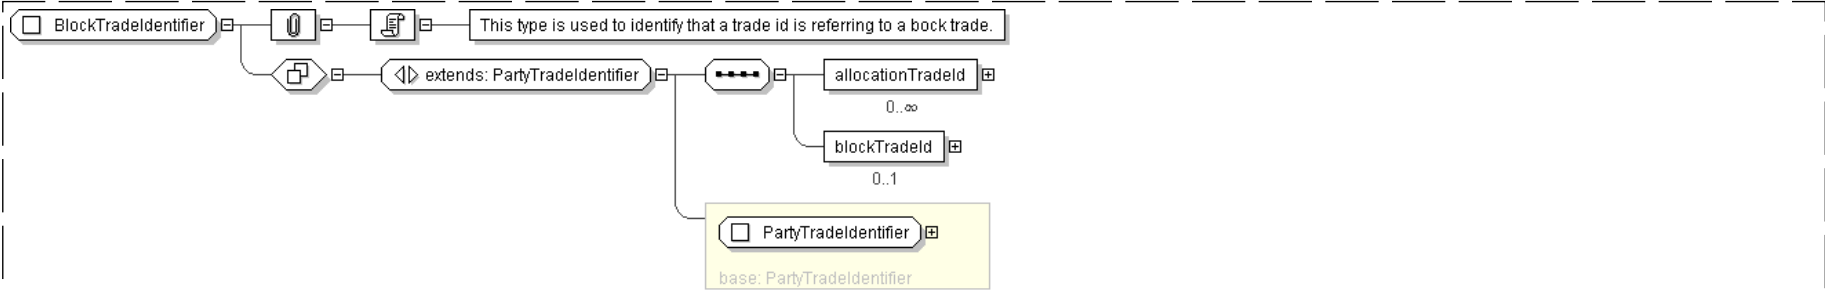 BlockTradeIdentifier
This type is used to identify that a trade id is referring to a bock trade.
extends: PartyTradeIdentifier
allocationTradeId
0..∞
blockTradeId
0..1
PartyTradeIdentifier
base: PartyTradeIdentifier